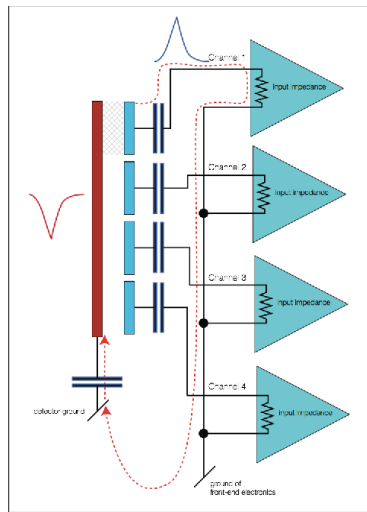 Channel 1
Input Impedance
Channel 2
Input Impedance
Channel 3
Input Impedance
Channel 4
Input Impedance
detector ground
ground of
front-end electronics